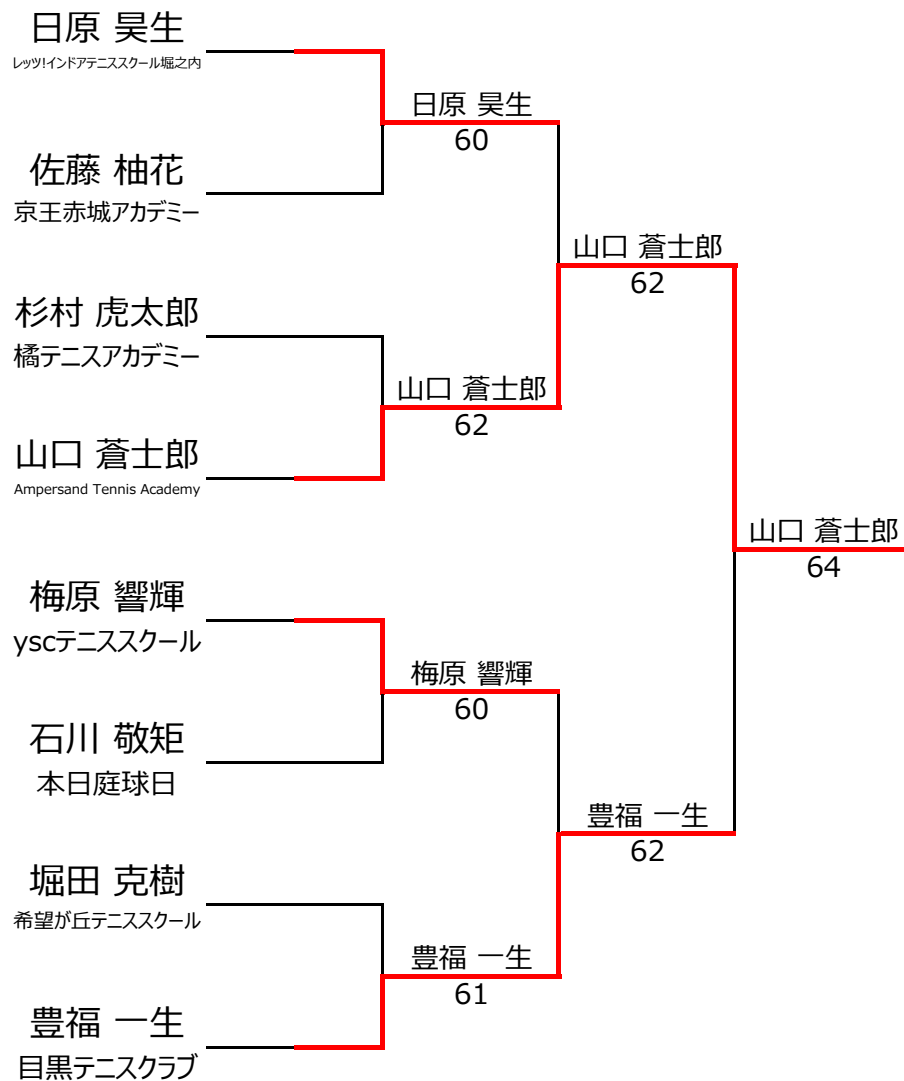 日原 昊生
レッツ!インドアテニススクール堀之内
日原 昊生
60
佐藤 柚花
京王赤城アカデミー
山口 蒼士郎
62
杉村 虎太郎
橘テニスアカデミー
山口 蒼士郎
62
山口 蒼士郎
Ampersand Tennis Academy
山口 蒼士郎
64
梅原 響輝
yscテニススクール
梅原 響輝
60
石川 敬矩
本日庭球日
豊福 一生
62
堀田 克樹
希望が丘テニススクール
豊福 一生
61
豊福 一生
目黒テニスクラブ